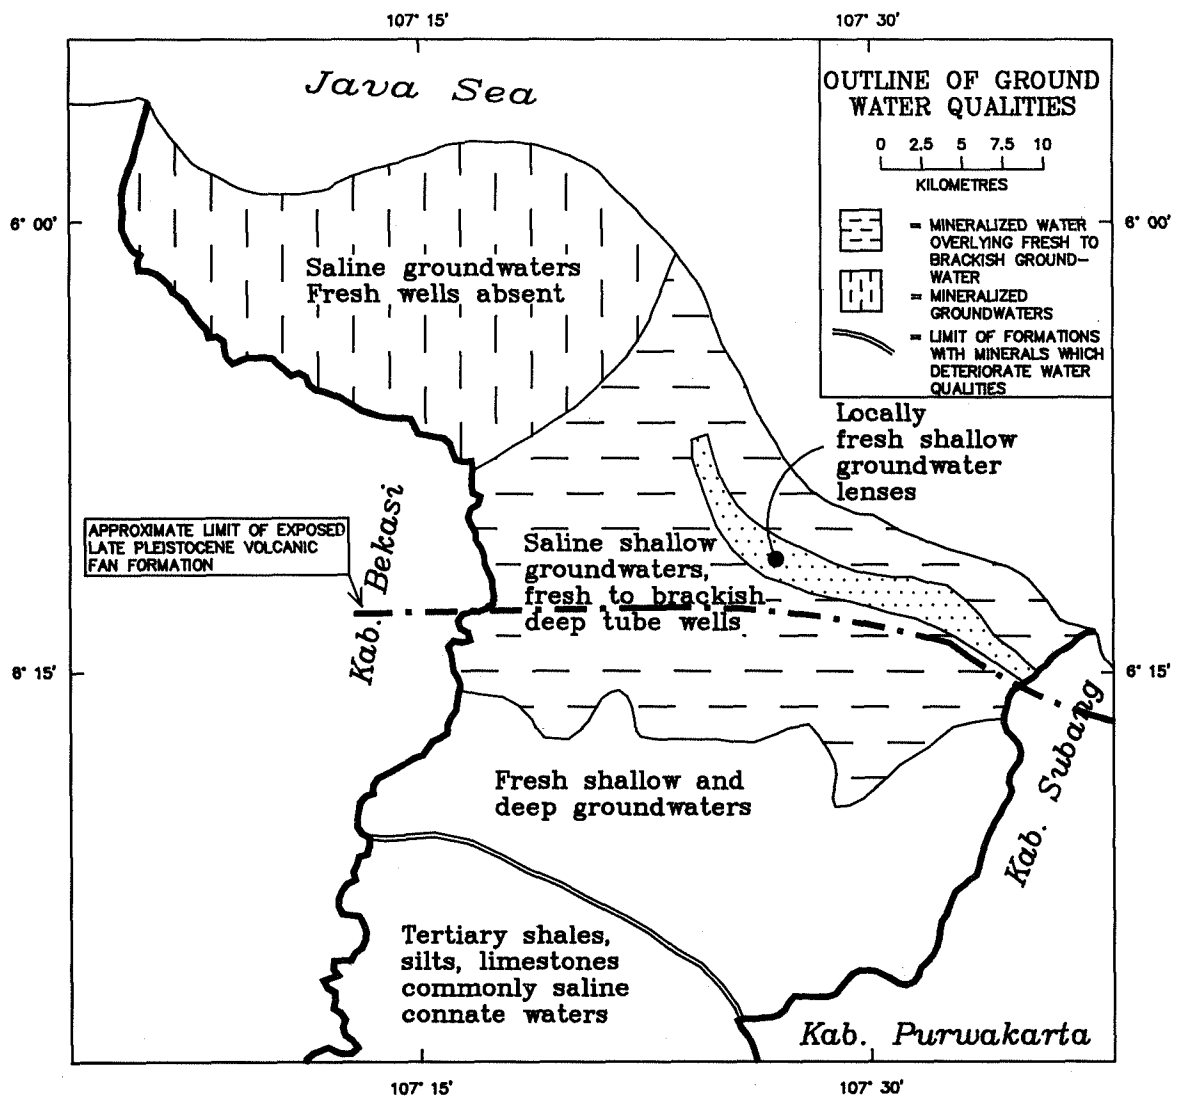 107° 15'
107° 30'
Java Sea
OUTLINE OF GROUND
WATER QUALITIES
0 2.5 5 7.5 10
KILOMETRES
= MINERALIZED WATER
OVERLYING FRESH TO
BRACKISH GROUND-
WATER
= MINERALIZED
GROUNDWATERS
= LIMIT OF FORMATIONS
WITH MINERALS WHICH
DETERIORATE WATER
QUALITIES
6° 00'
6° 00'
Saline groundwaters
Fresh wells absent
Locally
fresh shallow
groundwater
lenses
APPROXIMATE LIMIT OF EXPOSED
LATE PLEISTOCENE VOLCANIC
FAN FORMATION
Kab. Bekasi
Saline shallow
groundwaters,
fresh to brackish
deep tube wells
6° 15'
6° 15'
Kab. Subang
Fresh shallow and
deep groundwaters
Tertiary shales,
silts, limestones
commonly saline
connate waters
Kab. Purwakarta
107° 15'
107° 30'